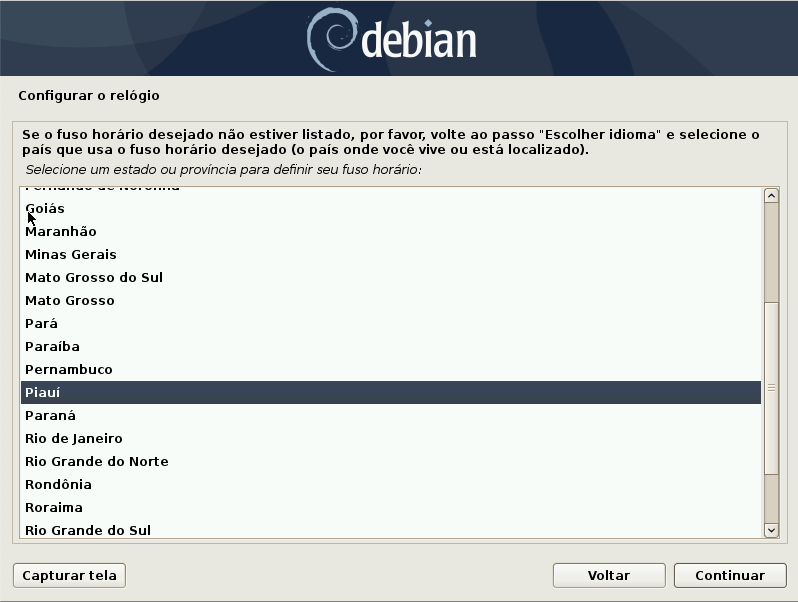 debian
Configurar o relógio
Se o fuso horário desejado não estiver listado, por favor, volte ao passo "Escolher idioma" e selecione o
país que usa o fuso horário desejado (o país onde você vive ou está localizado).
Selecione um estado ou província para definir seu fuso horário:
Fernando de Noronha
Goiás
Maranhão
Minas Gerais
Mato Grosso do Sul
Mato Grosso
Pará
Paraíba
Pernambuco
Piauí
Paraná
Rio de Janeiro
Rio Grande do Norte
Rondônia
Roraima
Rio Grande do Sul
Capturar tela
Voltar
Continuar